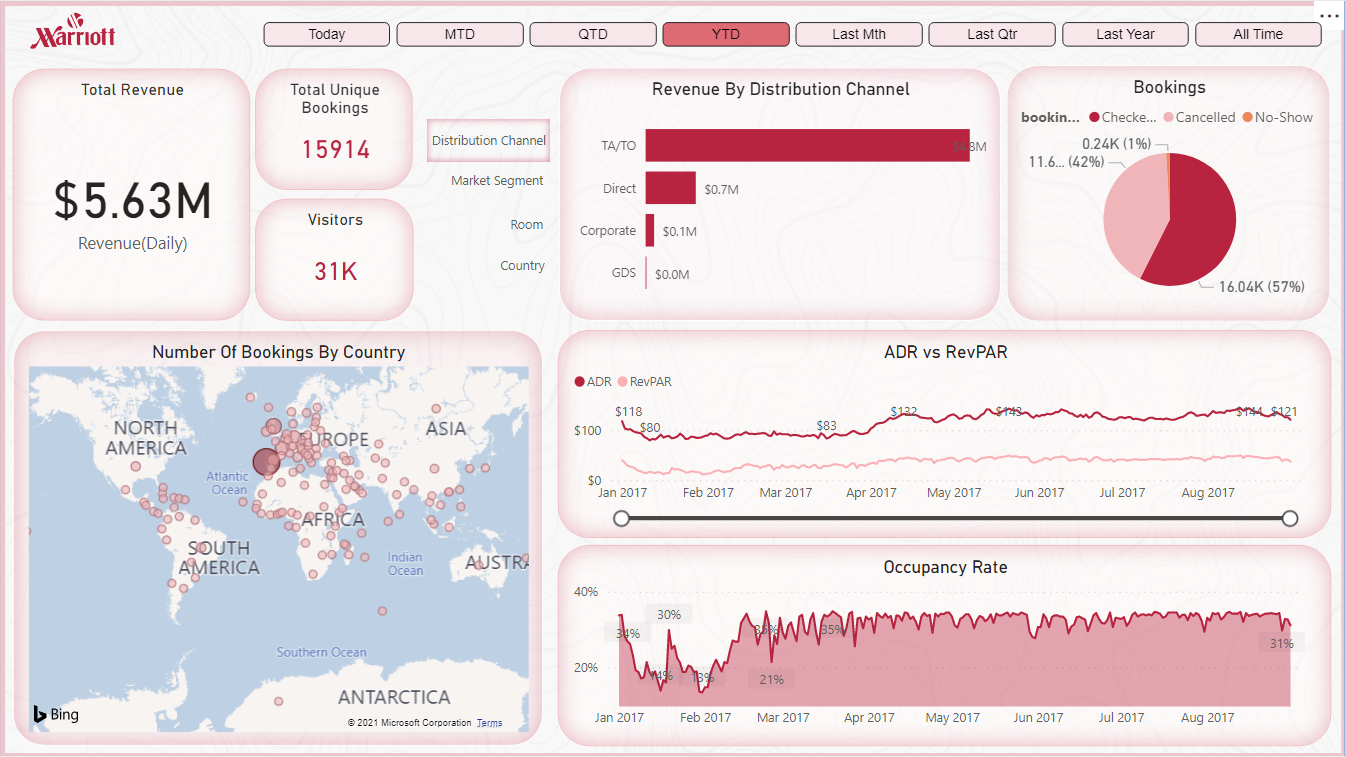 Marriott
Today
MTD
QTD
YTD
Last Mth
Last Qtr
Last Year
All Time
Total Revenue
$5.63M
Revenue(Daily)
Total Unique
Bookings
15914
Visitors
31K
Distribution Channel
Market Segment
Room
Country
Revenue By Distribution Channel
TA/TO
$4.8M
Direct
$0.7M
Corporate
$0.1M
GDS
$0.0M
Bookings
bookin...
Checke...
Cancelled
No-Show
0.24K (1%)
11.6... (42%)
16.04K (57%)
Number Of Bookings By Country
NORTH
AMERICA
EUROPE
ASIA
Atlantic
Ocean
AFRICA
SOUTH
AMERICA
Indian
Ocean
AUSTRA
Southern Ocean
ANTARCTICA
Bing
© 2021 Microsoft Corporation Terms
ADR vs RevPAR
ADR
RevPAR
$118
$80
$83
$132
$143
$144
$121
$100
$0
Jan 2017
Feb 2017
Mar 2017
Apr 2017
May 2017
Jun 2017
Jul 2017
Aug 2017
Occupancy Rate
40%
20%
34%
30%
14%
13%
35%
21%
35%
31%
Jan 2017
Feb 2017
Mar 2017
Apr 2017
May 2017
Jun 2017
Jul 2017
Aug 2017